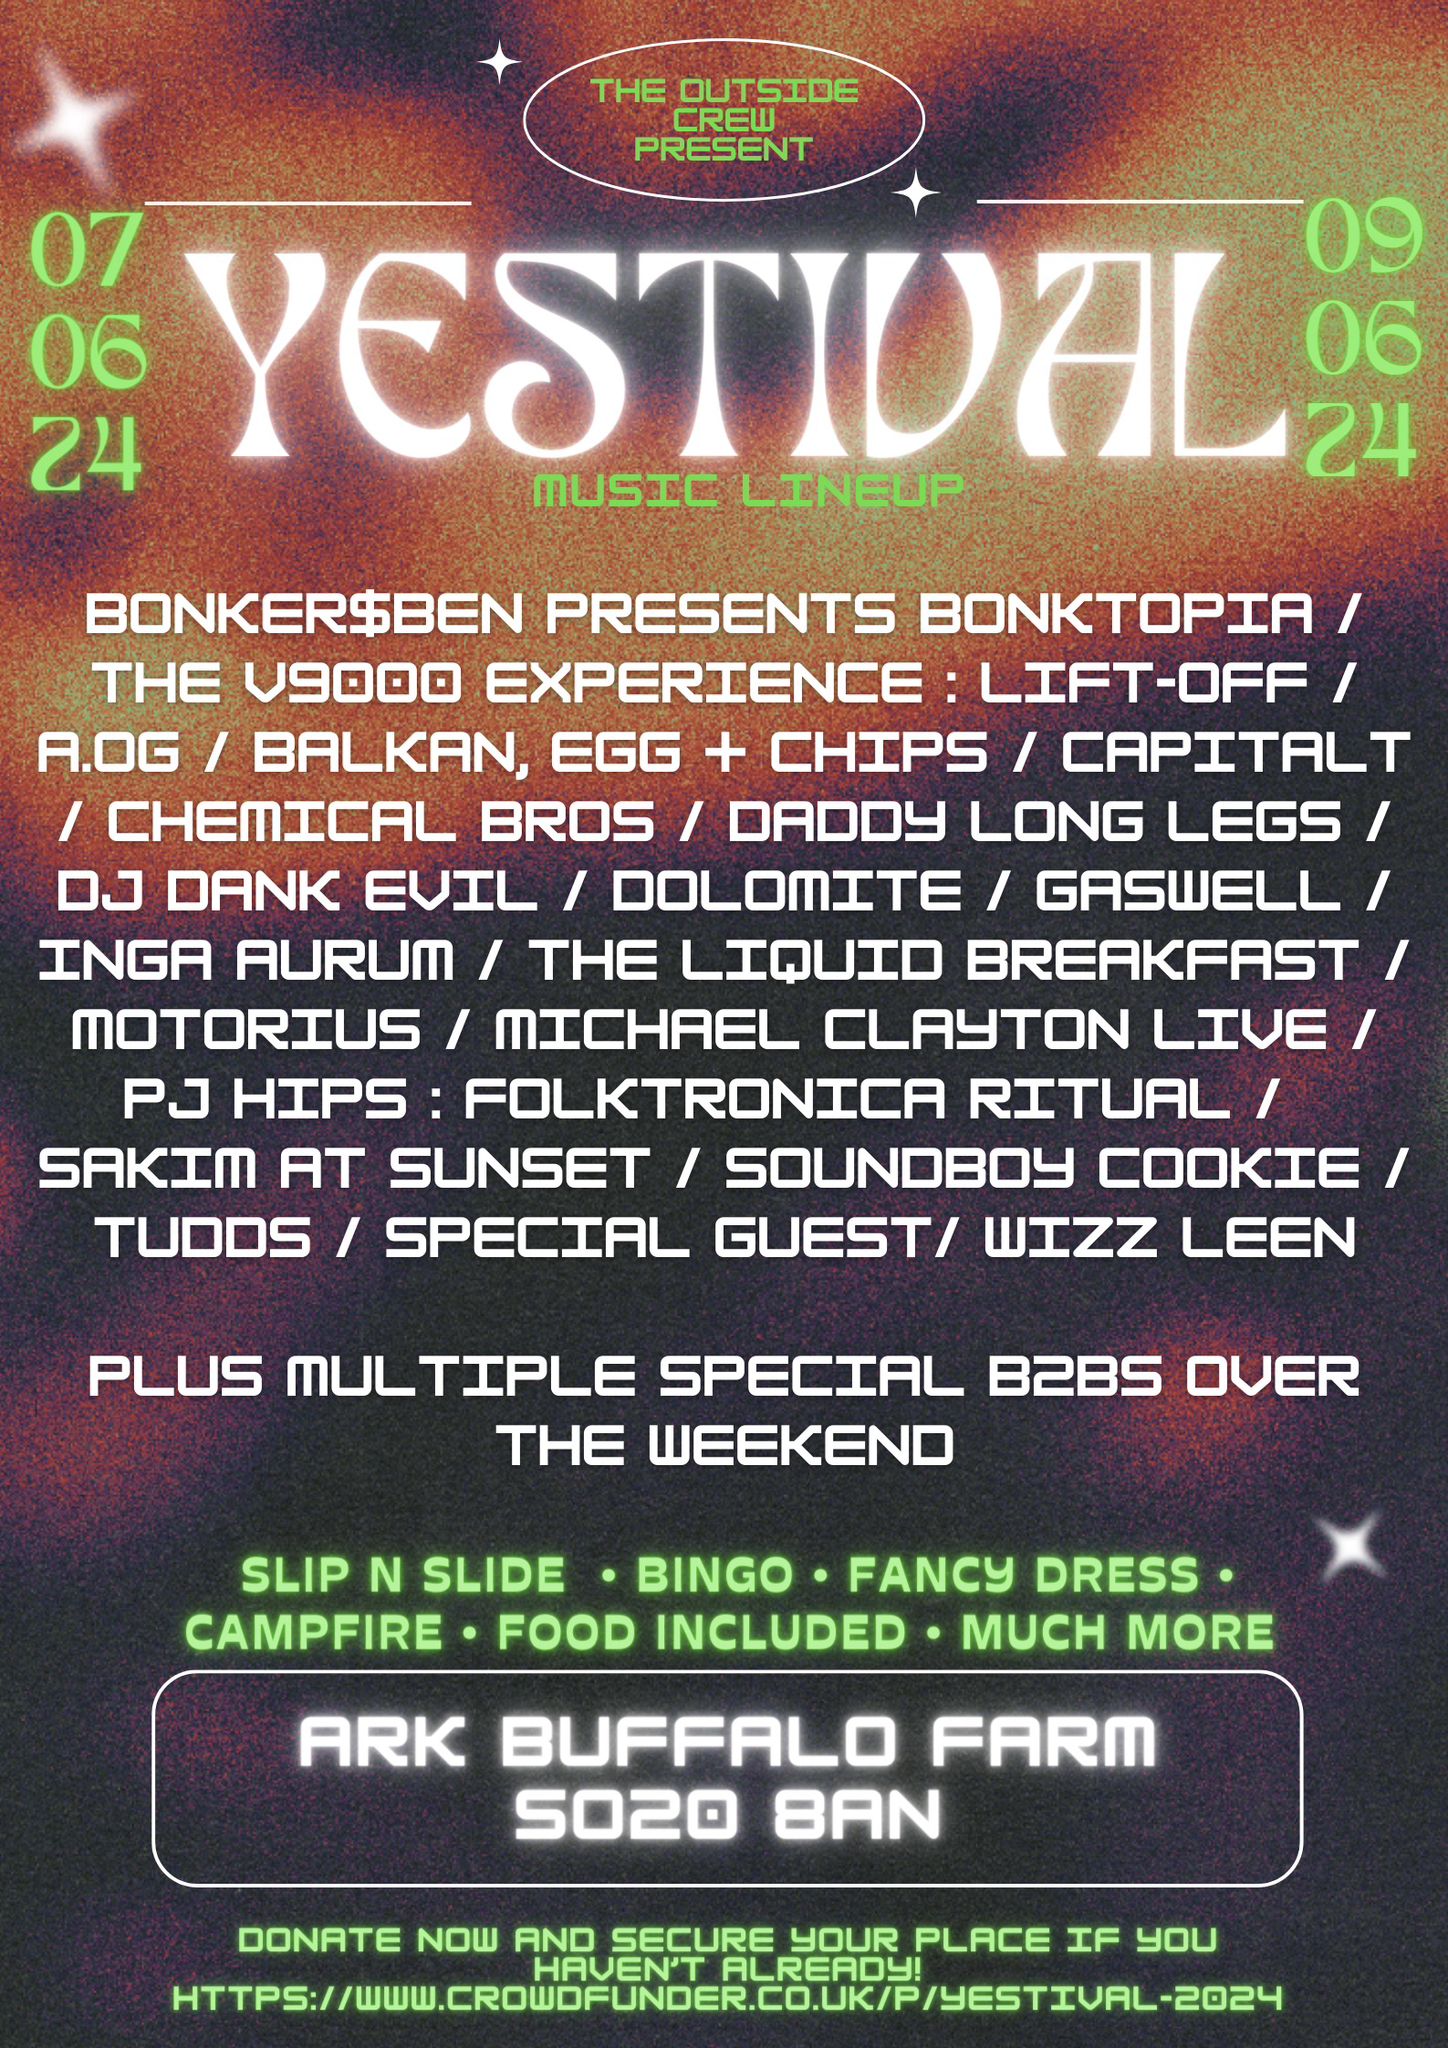 THE OUTSIDE
CREW
PRESENT
07
06
24
YESTIVAL
09
06
24
MUSIC LINEUP
BONKER$BEN PRESENTS BONKTOPIA /
THE V9000 EXPERIENCE : LIFT-OFF /
A.OG / BALKAN, EGG + CHIPS / CAPITALT
/ CHEMICAL BROS / DADDY LONG LEGS /
DJ DANK EVIL / DOLOMITE / GASWELL /
INGA AURUM / THE LIQUID BREAKFAST /
MOTORIUS / MICHAEL CLAYTON LIVE /
PJ HIPS : FOLKTRONICA RITUAL /
SAKIM AT SUNSET / SOUNDBOY COOKIE /
TUDDS / SPECIAL GUEST/ WIZZ LEEN
PLUS MULTIPLE SPECIAL B2BS OVER
THE WEEKEND
SLIP N SLIDE • BINGO • FANCY DRESS •
CAMPFIRE • FOOD INCLUDED • MUCH MORE
ARK BUFFALO FARM
SO20 8AN
DONATE NOW AND SECURE YOUR PLACE IF YOU
HAVEN'T ALREADY!
HTTPS://WWW.CROWDFUNDER.CO.UK/P/YESTIVAL-2024